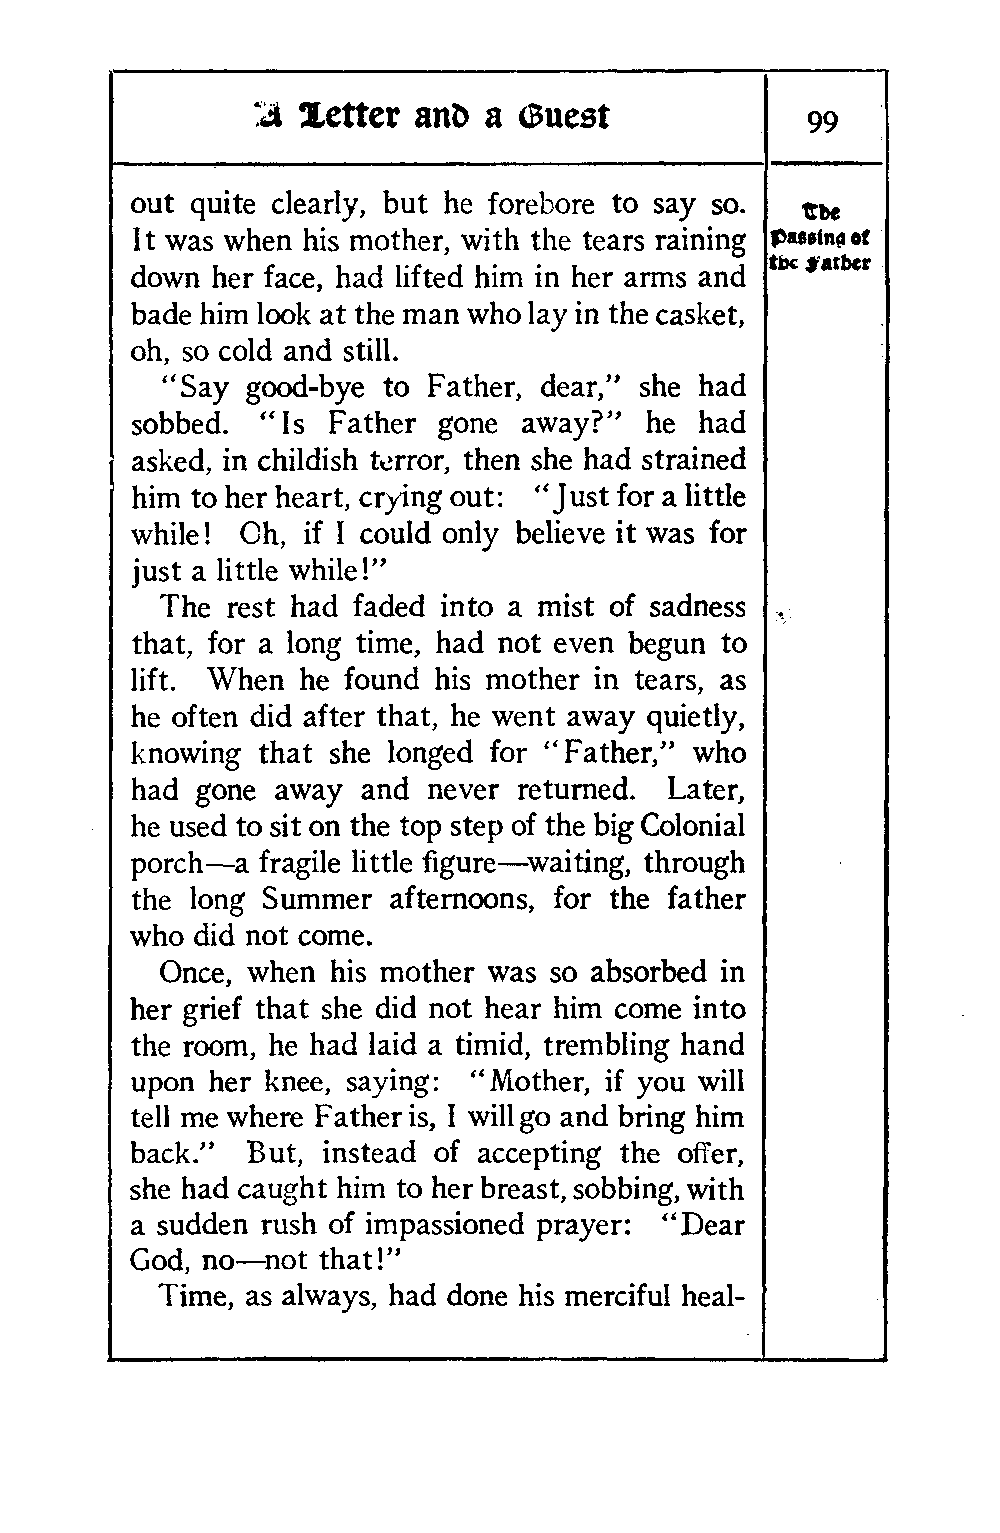 A Letter and a Guest
99
The
Passing of
the Father
out quite clearly, but he forebore to say so.
It was when his mother, with the tears raining
down her face, had lifted him in her arms and
bade him look at the man who lay in the casket,
oh, so cold and still.
"Say good-bye to Father, dear," she had
sobbed. "Is Father gone away?" he had
asked, in childish terror, then she had strained
him to her heart, crying out: "Just for a little
while! Oh, if I could only believe it was for
just a little while!"
The rest had faded into a mist of sadness
that, for a long time, had not even begun to
lift. When he found his mother in tears, as
he often did after that, he went away quietly,
knowing that she longed for "Father," who
had gone away and never returned. Later,
he used to sit on the top step of the big Colonial
porch—a fragile little figure—waiting, through
the long Summer afternoons, for the father
who did not come.
Once, when his mother was so absorbed in
her grief that she did not hear him come into
the room, he had laid a timid, trembling hand
upon her knee, saying: "Mother, if you will
tell me where Father is, I will go and bring him
back." But, instead of accepting the offer,
she had caught him to her breast, sobbing, with
a sudden rush of impassioned prayer: "Dear
God, no—not that!"
Time, as always, had done his merciful heal-